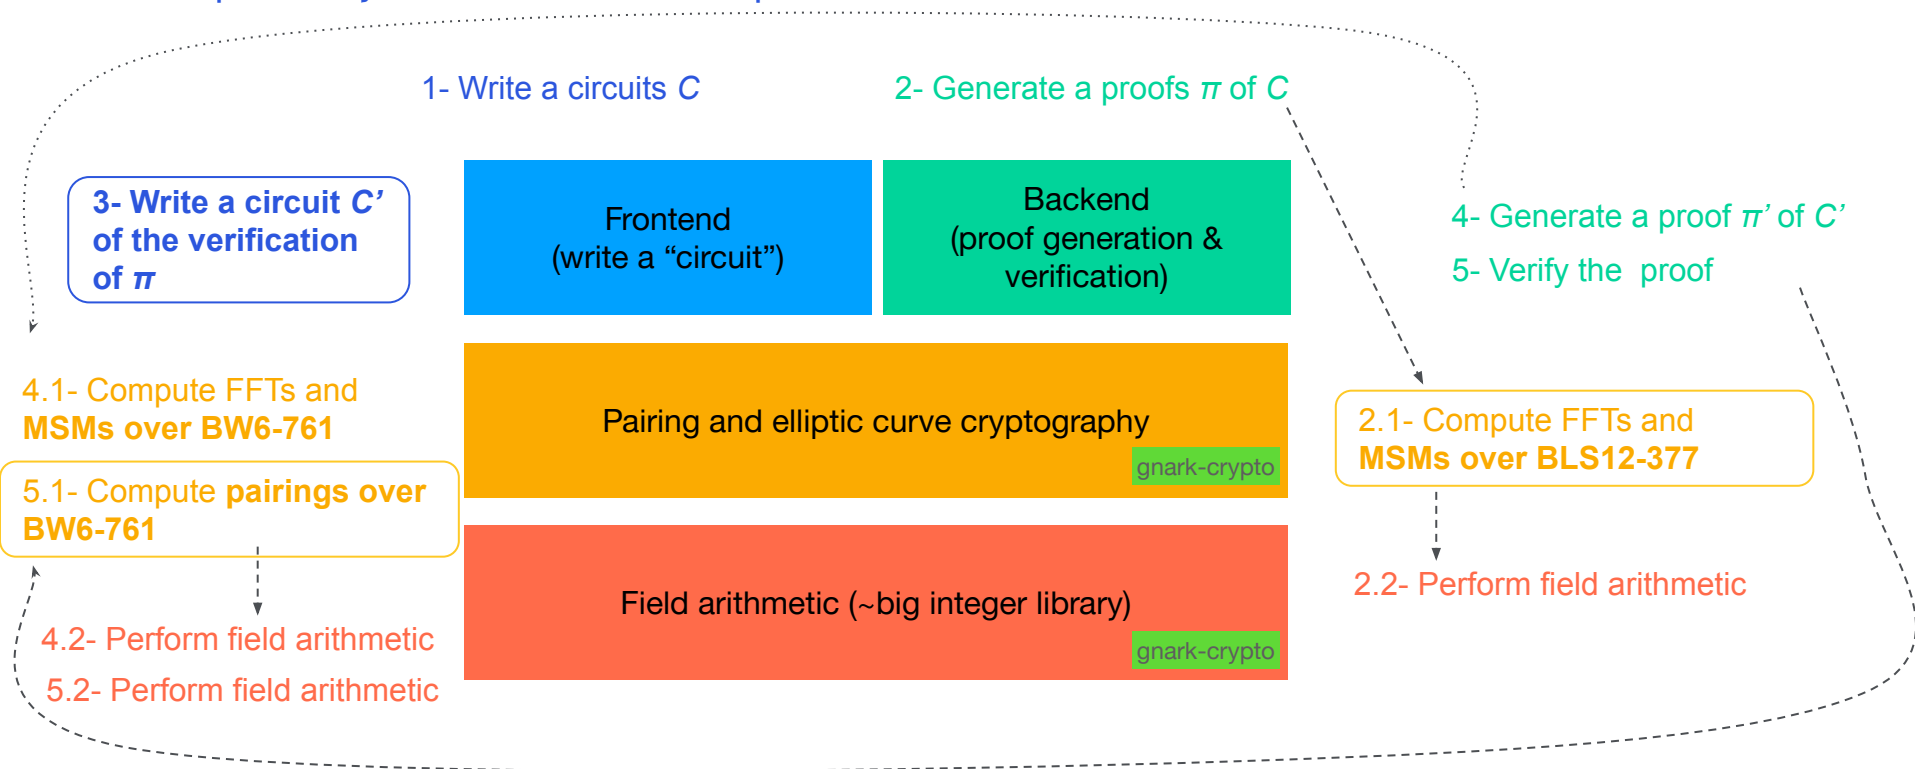 1- Write a circuits C
2- Generate a proofs π of C
3- Write a circuit C’
of the verification
of π
Frontend
(write a “circuit”)
Backend
(proof generation &
verification)
4- Generate a proof π’ of C’
5- Verify the  proof
4.1- Compute FFTs and
MSMs over BW6-761
5.1- Compute pairings over
BW6-761
Pairing and elliptic curve cryptography
gnark-crypto
2.1- Compute FFTs and
MSMs over BLS12-377
4.2- Perform field arithmetic
5.2- Perform field arithmetic
Field arithmetic (~big integer library)
gnark-crypto
2.2- Perform field arithmetic